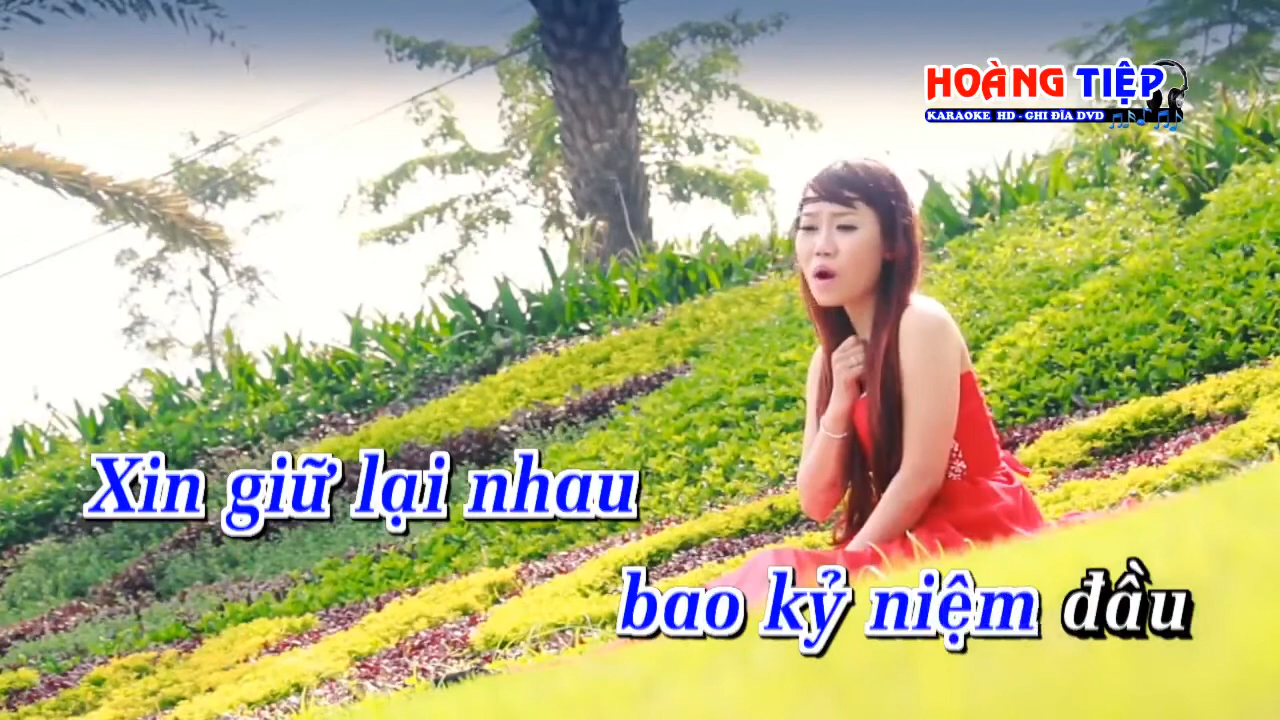 HOÀNG TIỆP
KARAOKE HD - GHI ĐĨA DVD
Xin giữ lại nhau
bao kỷ niệm đầu